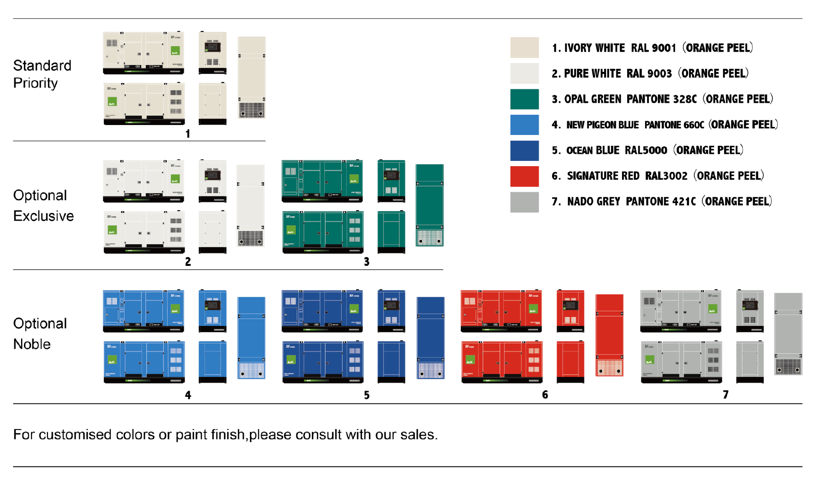 Standard
Priority
1
1. IVORY WHITE RAL 9001 (ORANGE PEEL)
2. PURE WHITE RAL 9003 (ORANGE PEEL)
3. OPAL GREEN PANTONE 328C (ORANGE PEEL)
4. NEW PIGEON BLUE PANTONE 660C (ORANGE PEEL)
5. OCEAN BLUE RAL5000 (ORANGE PEEL)
6. SIGNATURE RED RAL3002 (ORANGE PEEL)
7. NADO GREY PANTONE 421C (ORANGE PEEL)
Optional
Exclusive
2
3
Optional
Noble
4
5
6
7
For customised colors or paint finish,please consult with our sales.